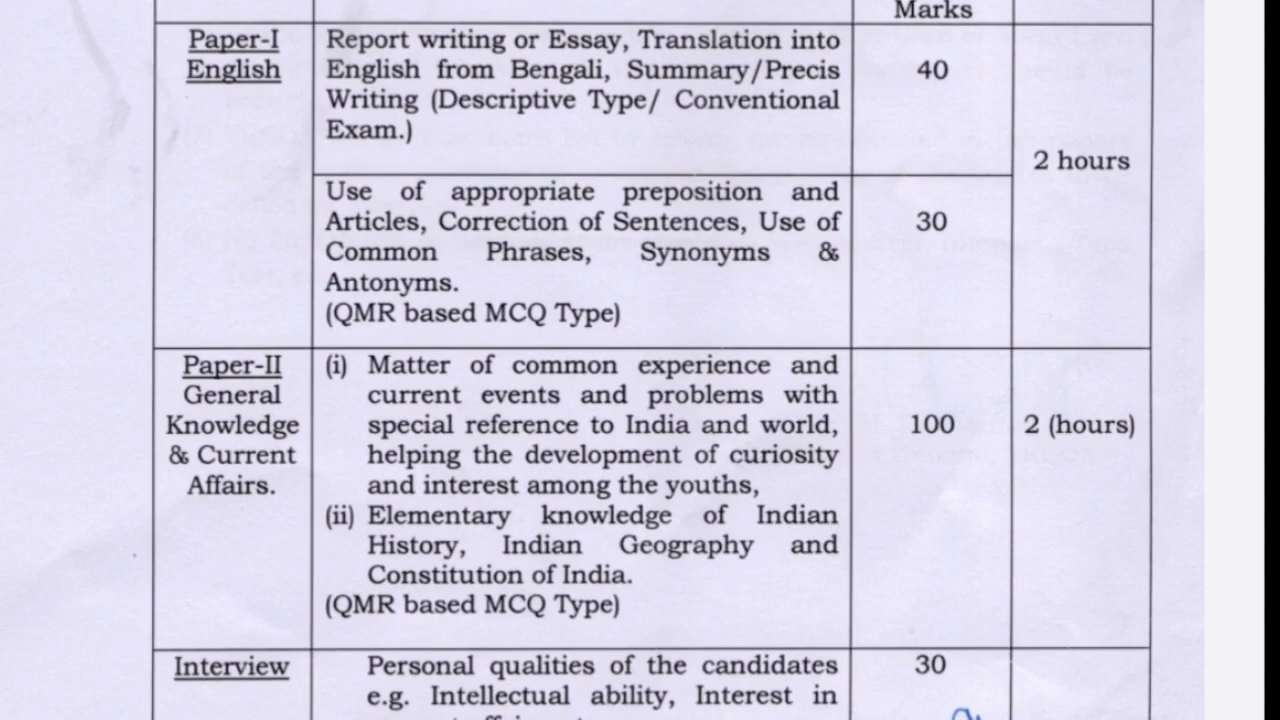 Marks
Paper-I
English
Report writing or Essay, Translation into
English from Bengali, Summary/Precis
Writing (Descriptive Type/ Conventional
Exam.)
40
2 hours
Use of appropriate preposition and
Articles, Correction of Sentences, Use of
Common Phrases, Synonyms &
Antonyms.
(QMR based MCQ Type)
30
Paper-II
General
Knowledge
& Current
Affairs.
(i) Matter of common experience and
current events and problems with
special reference to India and world,
helping the development of curiosity
and interest among the youths,
(ii) Elementary knowledge of Indian
History, Indian Geography and
Constitution of India.
(QMR based MCQ Type)
100
2 (hours)
Interview
Personal qualities of the candidates
e.g. Intellectual ability, Interest in
30